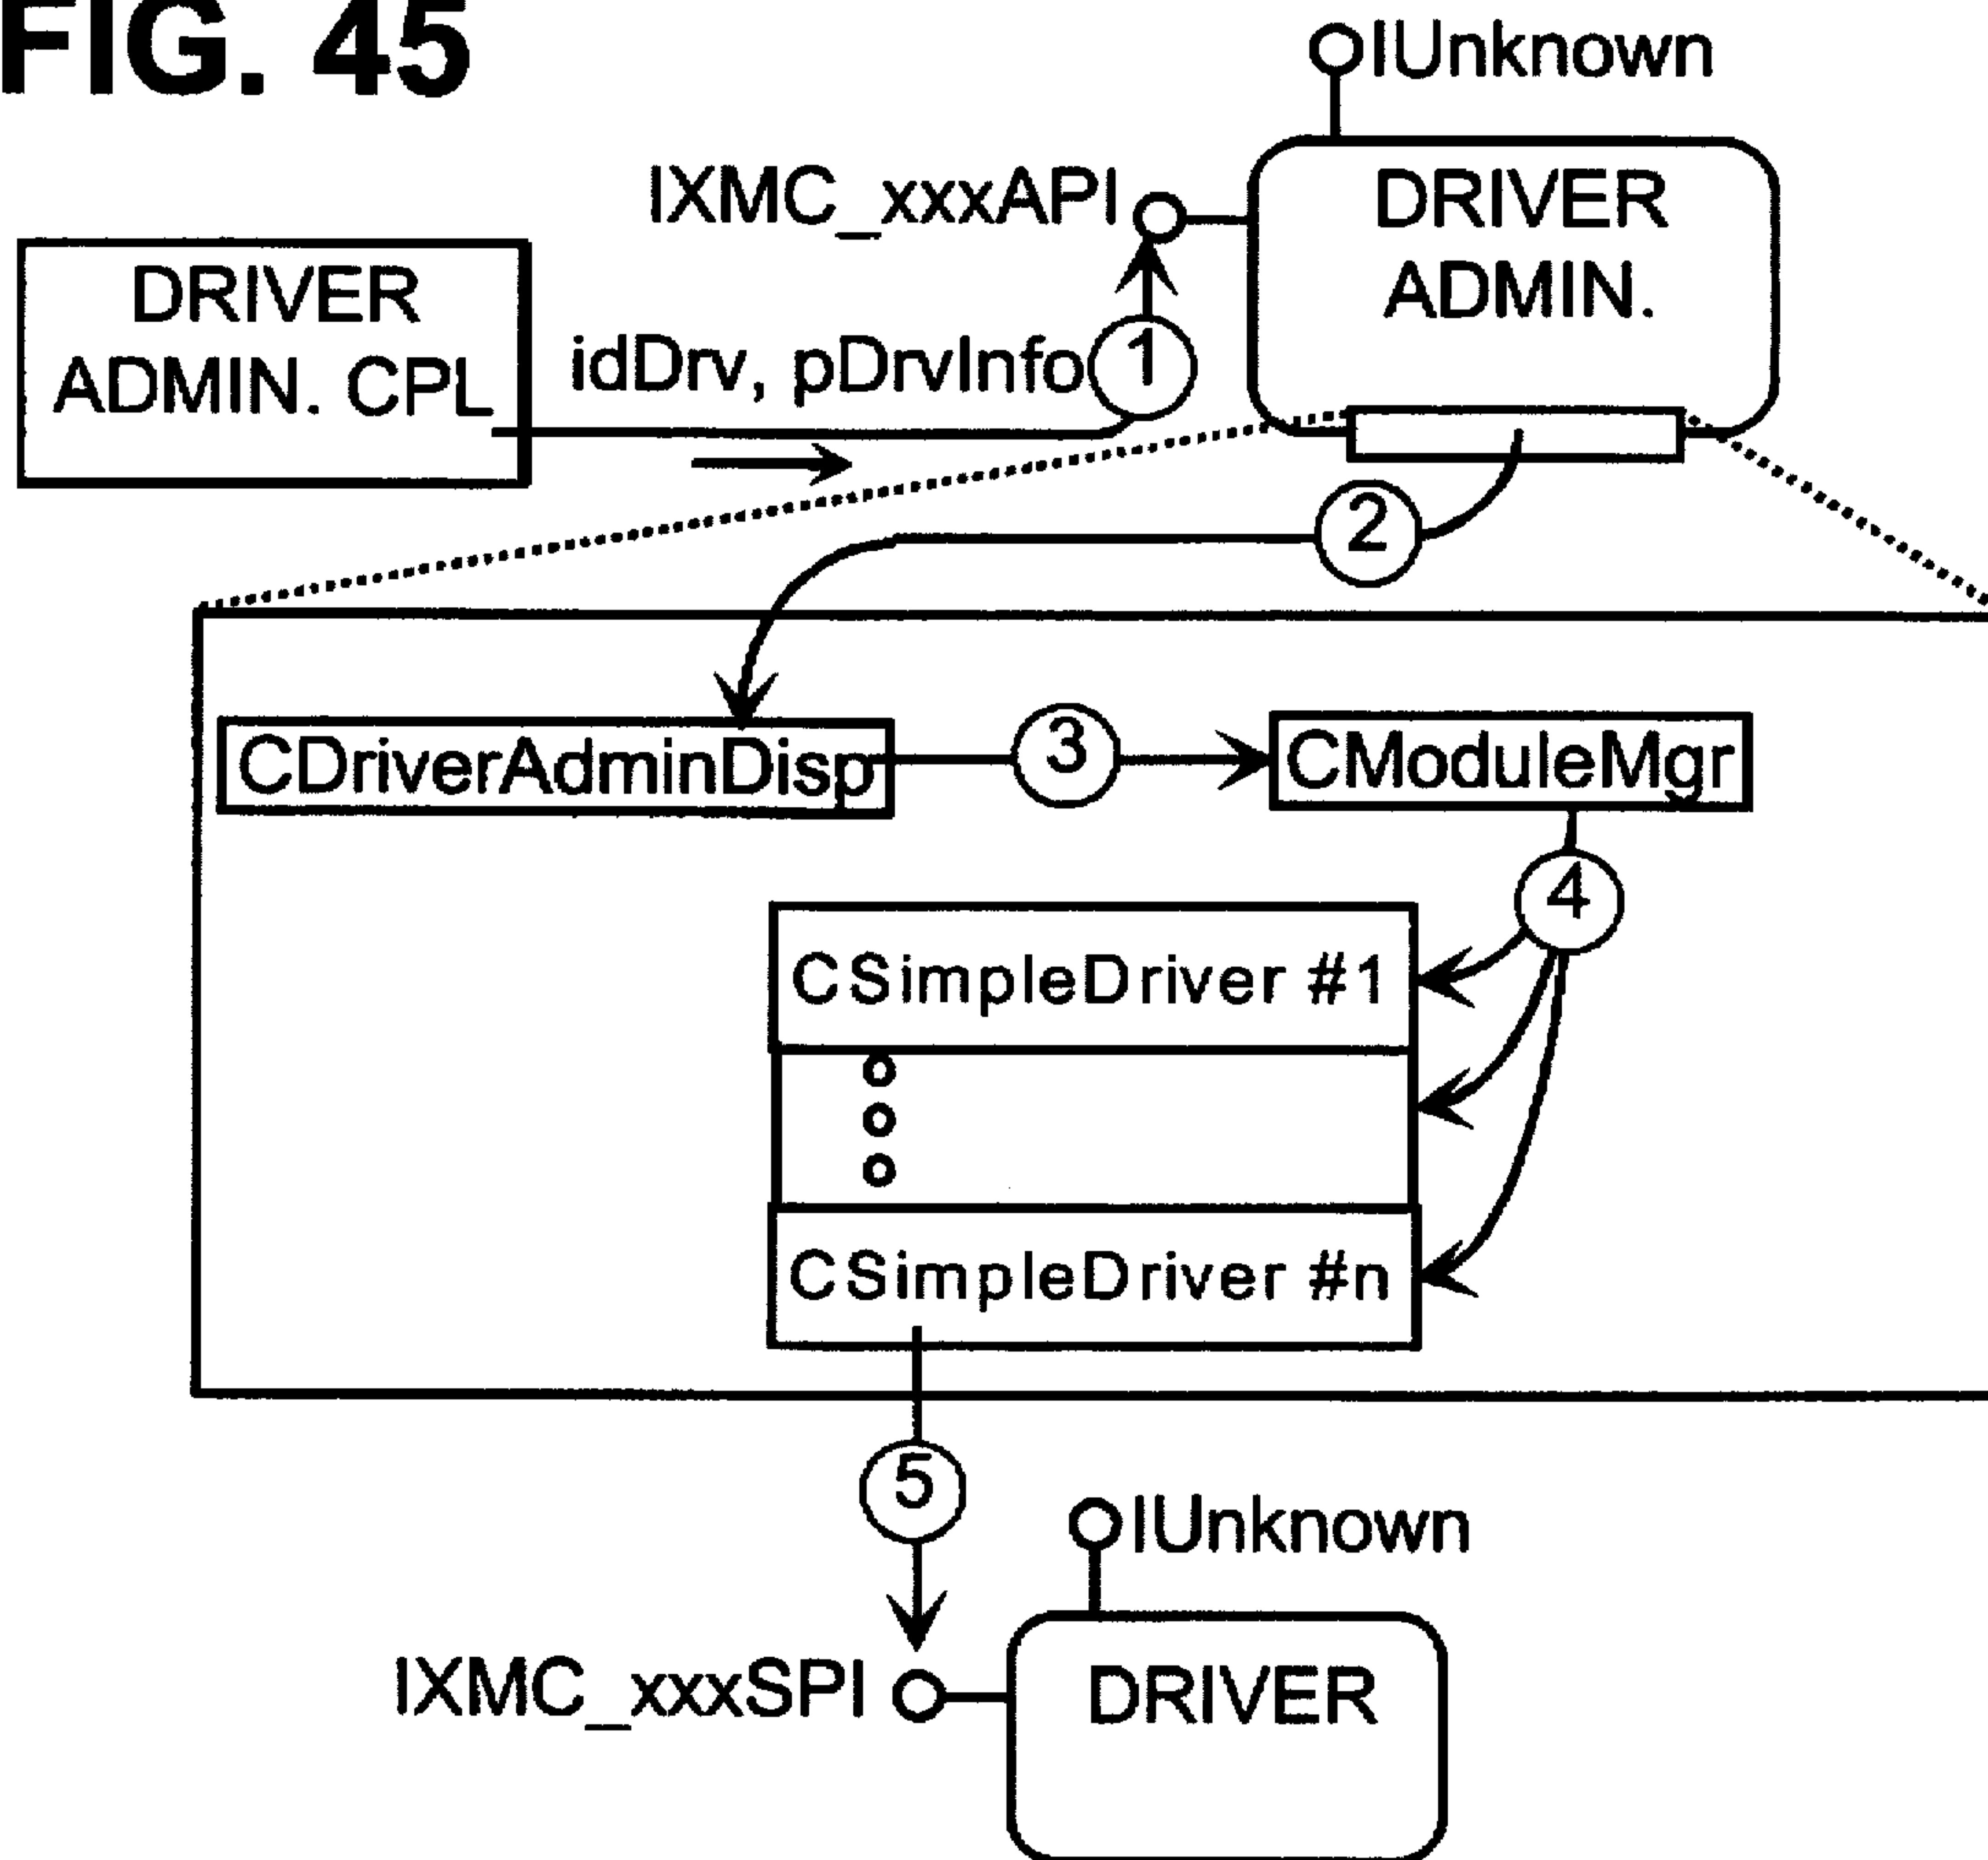 FIG. 45
IUnknown
IXMC_xxxAPI
DRIVER
ADMIN.
DRIVER
ADMIN. CPL
idDrv, pDrvInfo
1
2
CDriverAdminDisp
3
CModuleMgr
4
CSimpleDriver #1
CSimpleDriver #n
5
IUnknown
IXMC_xxxSPI
DRIVER